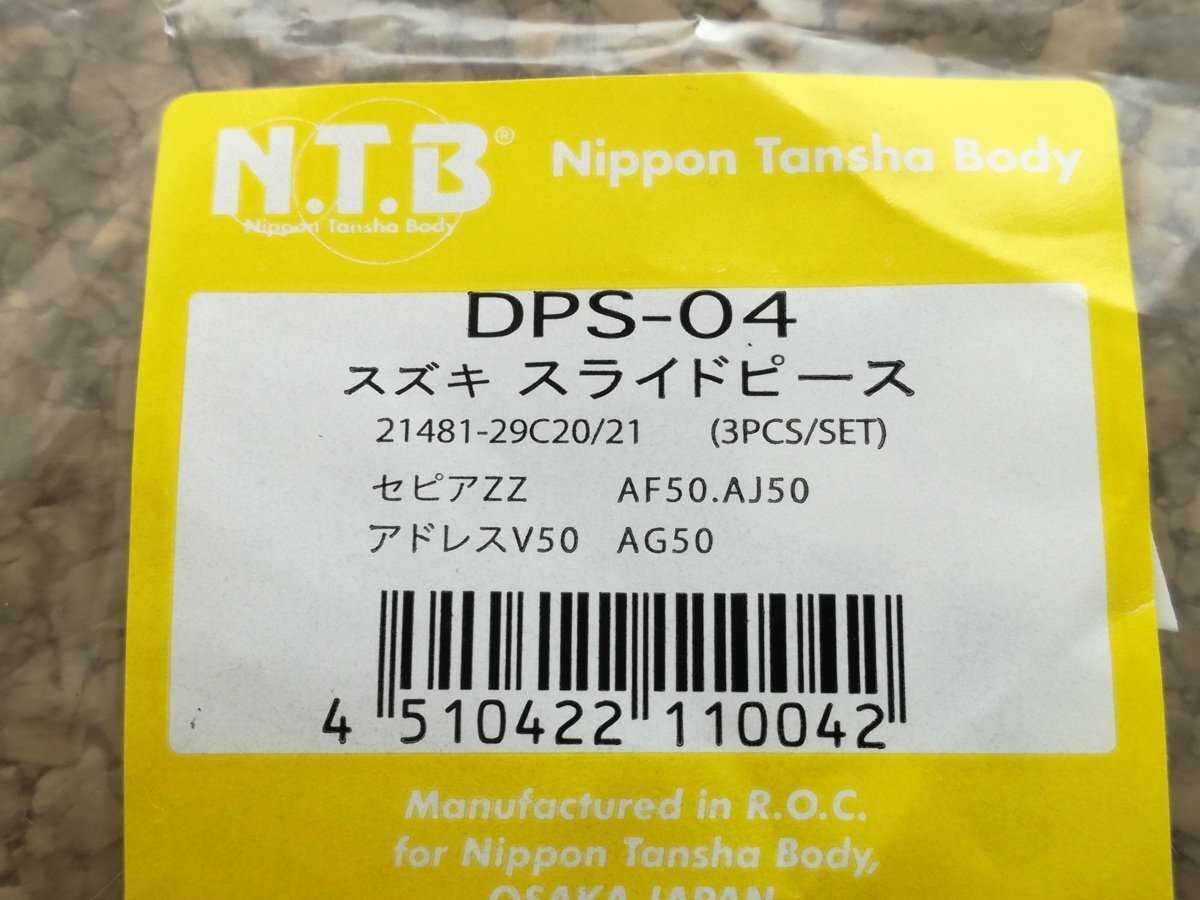 N.T.B® Nippon Tansha Body
Nippon Tansha Body
DPS-04
スズキ スライドピース
21481-29C20/21 (3PCS/SET)
セピアZZ AF50.AJ50
アドレスV50 AG50
4 510422 110042
Manufactured in R.O.C.
for Nippon Tansha Body,
OSAKA JAPAN